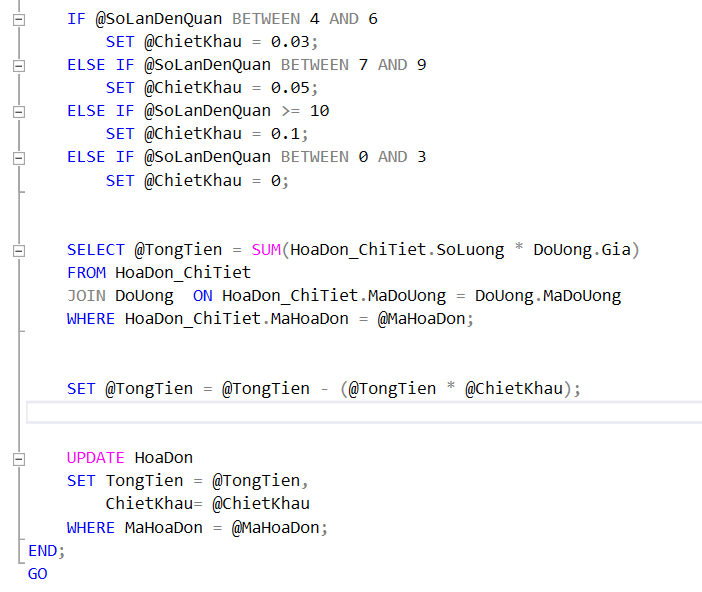 IF @SoLanDenQuan BETWEEN 4 AND 6
SET @ChietKhau = 0.03;
ELSE IF @SoLanDenQuan BETWEEN 7 AND 9
SET @ChietKhau = 0.05;
ELSE IF @SoLanDenQuan >= 10
SET @ChietKhau = 0.1;
ELSE IF @SoLanDenQuan BETWEEN 0 AND 3
SET @ChietKhau = 0;
SELECT @TongTien = SUM(HoaDon_ChiTiet.SoLuong * DoUong.Gia)
FROM HoaDon_ChiTiet
JOIN DoUong  ON HoaDon_ChiTiet.MaDoUong = DoUong.MaDoUong
WHERE HoaDon_ChiTiet.MaHoaDon = @MaHoaDon;
SET @TongTien = @TongTien - (@TongTien * @ChietKhau);
UPDATE HoaDon
SET TongTien = @TongTien,
ChietKhau= @ChietKhau
WHERE MaHoaDon = @MaHoaDon;
END;
GO